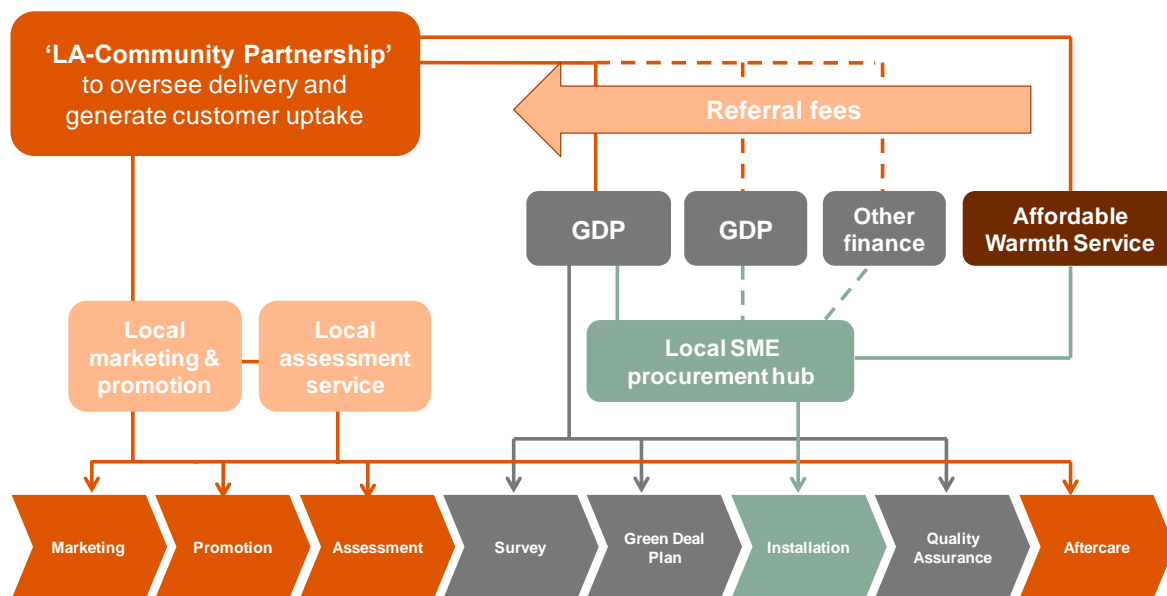 ‘LA-Community Partnership’
to oversee delivery and
generate customer uptake
Referral fees
GDP
GDP
Other
finance
Affordable
Warmth Service
Local
marketing &
promotion
Local
assessment
service
Local SME
procurement hub
Marketing
Promotion
Assessment
Survey
Green Deal
Plan
Installation
Quality
Assurance
Aftercare